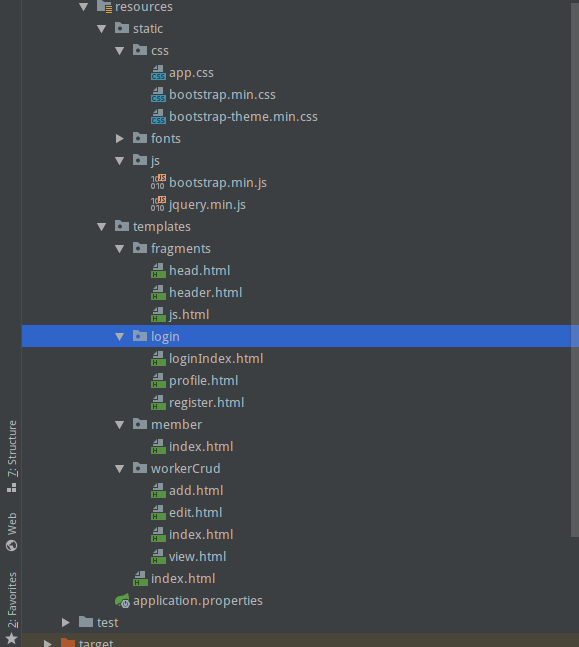 resources
static
css
app.css
bootstrap.min.css
bootstrap-theme.min.css
fonts
js
bootstrap.min.js
jquery.min.js
templates
fragments
head.html
header.html
js.html
login
loginIndex.html
profile.html
register.html
member
index.html
workerCrud
add.html
edit.html
index.html
view.html
index.html
application.properties
test
target
7: Structure
Web
2: Favorites